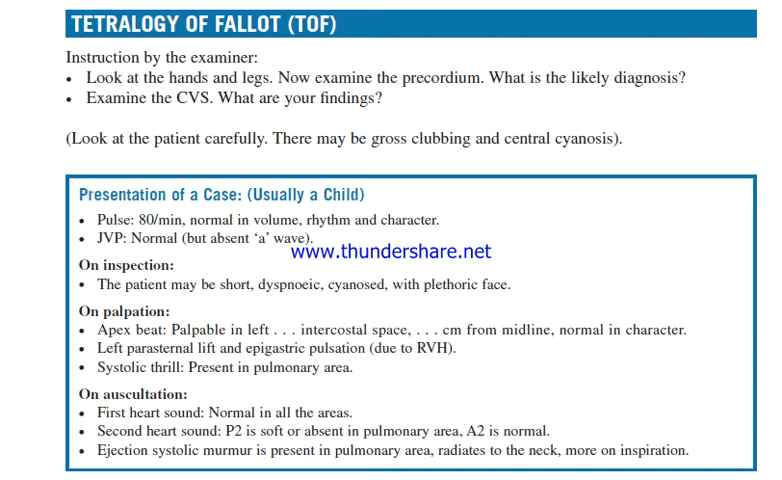 TETRALOGY OF FALLOT (TOF)
Instruction by the examiner:
• Look at the hands and legs. Now examine the precordium. What is the likely diagnosis?
• Examine the CVS. What are your findings?
(Look at the patient carefully. There may be gross clubbing and central cyanosis).
Presentation of a Case: (Usually a Child)
• Pulse: 80/min, normal in volume, rhythm and character.
• JVP: Normal (but absent ‘a’ wave).
www.thundershare.net
On inspection:
• The patient may be short, dyspnoeic, cyanosed, with plethoric face.
On palpation:
• Apex beat: Palpable in left . . . intercostal space, . . . cm from midline, normal in character.
• Left parasternal lift and epigastric pulsation (due to RVH).
• Systolic thrill: Present in pulmonary area.
On auscultation:
• First heart sound: Normal in all the areas.
• Second heart sound: P2 is soft or absent in pulmonary area, A2 is normal.
• Ejection systolic murmur is present in pulmonary area, radiates to the neck, more on inspiration.